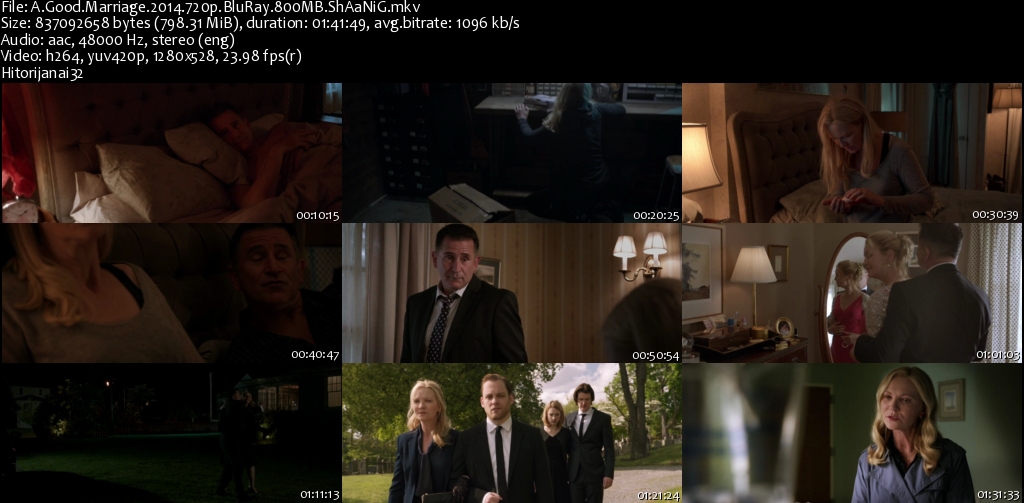 File: A.Good.Marriage.2014.720p.BluRay.800MB.ShAaNiG.mkv
Size: 837092658 bytes (798.31 MiB), duration: 01:41:49, avg.bitrate: 1096 kb/s
Audio: aac, 48000 Hz, stereo (eng)
Video: h264, yuv420p, 1280x528, 23.98 fps(r)
Hitorijanai32
00:10:15
00:20:25
00:30:39
00:40:47
00:50:54
01:01:03
01:11:13
01:21:24
01:31:33